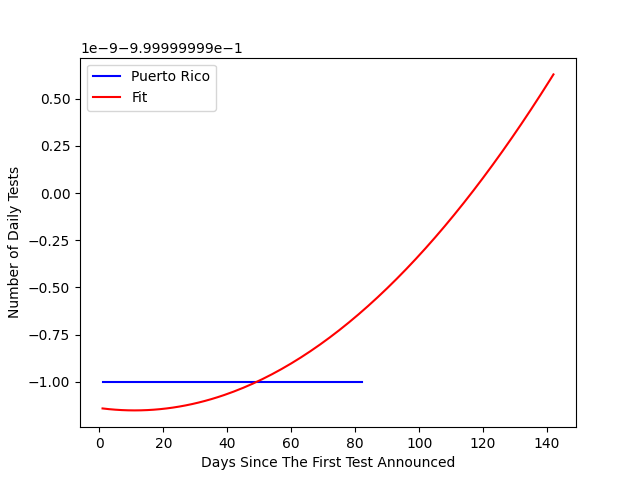 1e−9−9.99999999e−1
Puerto Rico
Fit
Number of Daily Tests
0.50
0.25
0.00
−0.25
−0.50
−0.75
−1.00
0 20 40 60 80 100 120 140
Days Since The First Test Announced